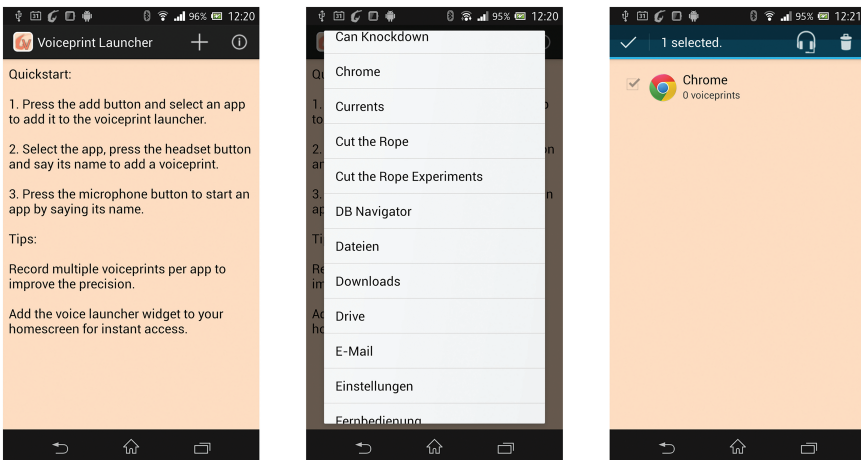 96% 12:20
Voiceprint Launcher
Quickstart:
1. Press the add button and select an app
to add it to the voiceprint launcher.
2. Select the app, press the headset button
and say its name to add a voiceprint.
3. Press the microphone button to start an
app by saying its name.
Tips:
Record multiple voiceprints per app to
improve the precision.
Add the voice launcher widget to your
homescreen for instant access.
31 95% 12:20
Can Knockdown
Chrome
Currents
Cut the Rope
Cut the Rope Experiments
DB Navigator
Dateien
Downloads
Drive
E-Mail
Einstellungen
Fernbedienung
31 95% 12:21
1 selected.
Chrome
0 voiceprints